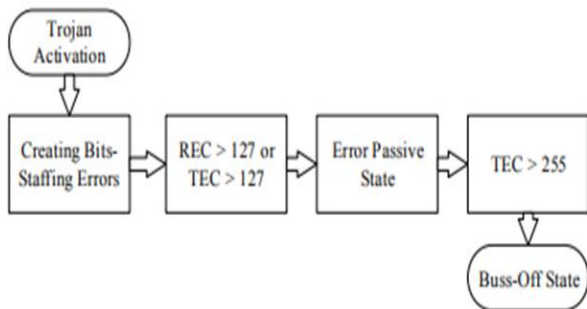 Trojan
Activation
Creating Bits-
Staffing Errors
REC > 127 or
TEC > 127
Error Passive
State
TEC > 255
Buss-Off State